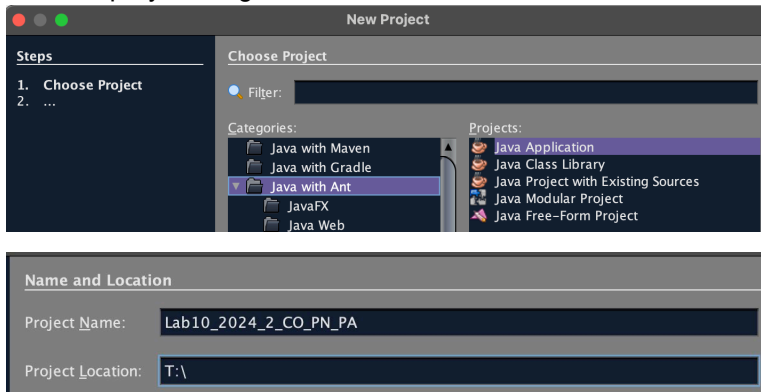 New Project
Steps
1. Choose Project
2. ...
Choose Project
Filter:
Categories:
Java with Maven
Java with Gradle
Java with Ant
JavaFX
Java Web
Projects:
Java Application
Java Class Library
Java Project with Existing Sources
Java Modular Project
Java Free-Form Project
Name and Location
Project Name: Lab10_2024_2_CO_PN_PA
Project Location: T:\